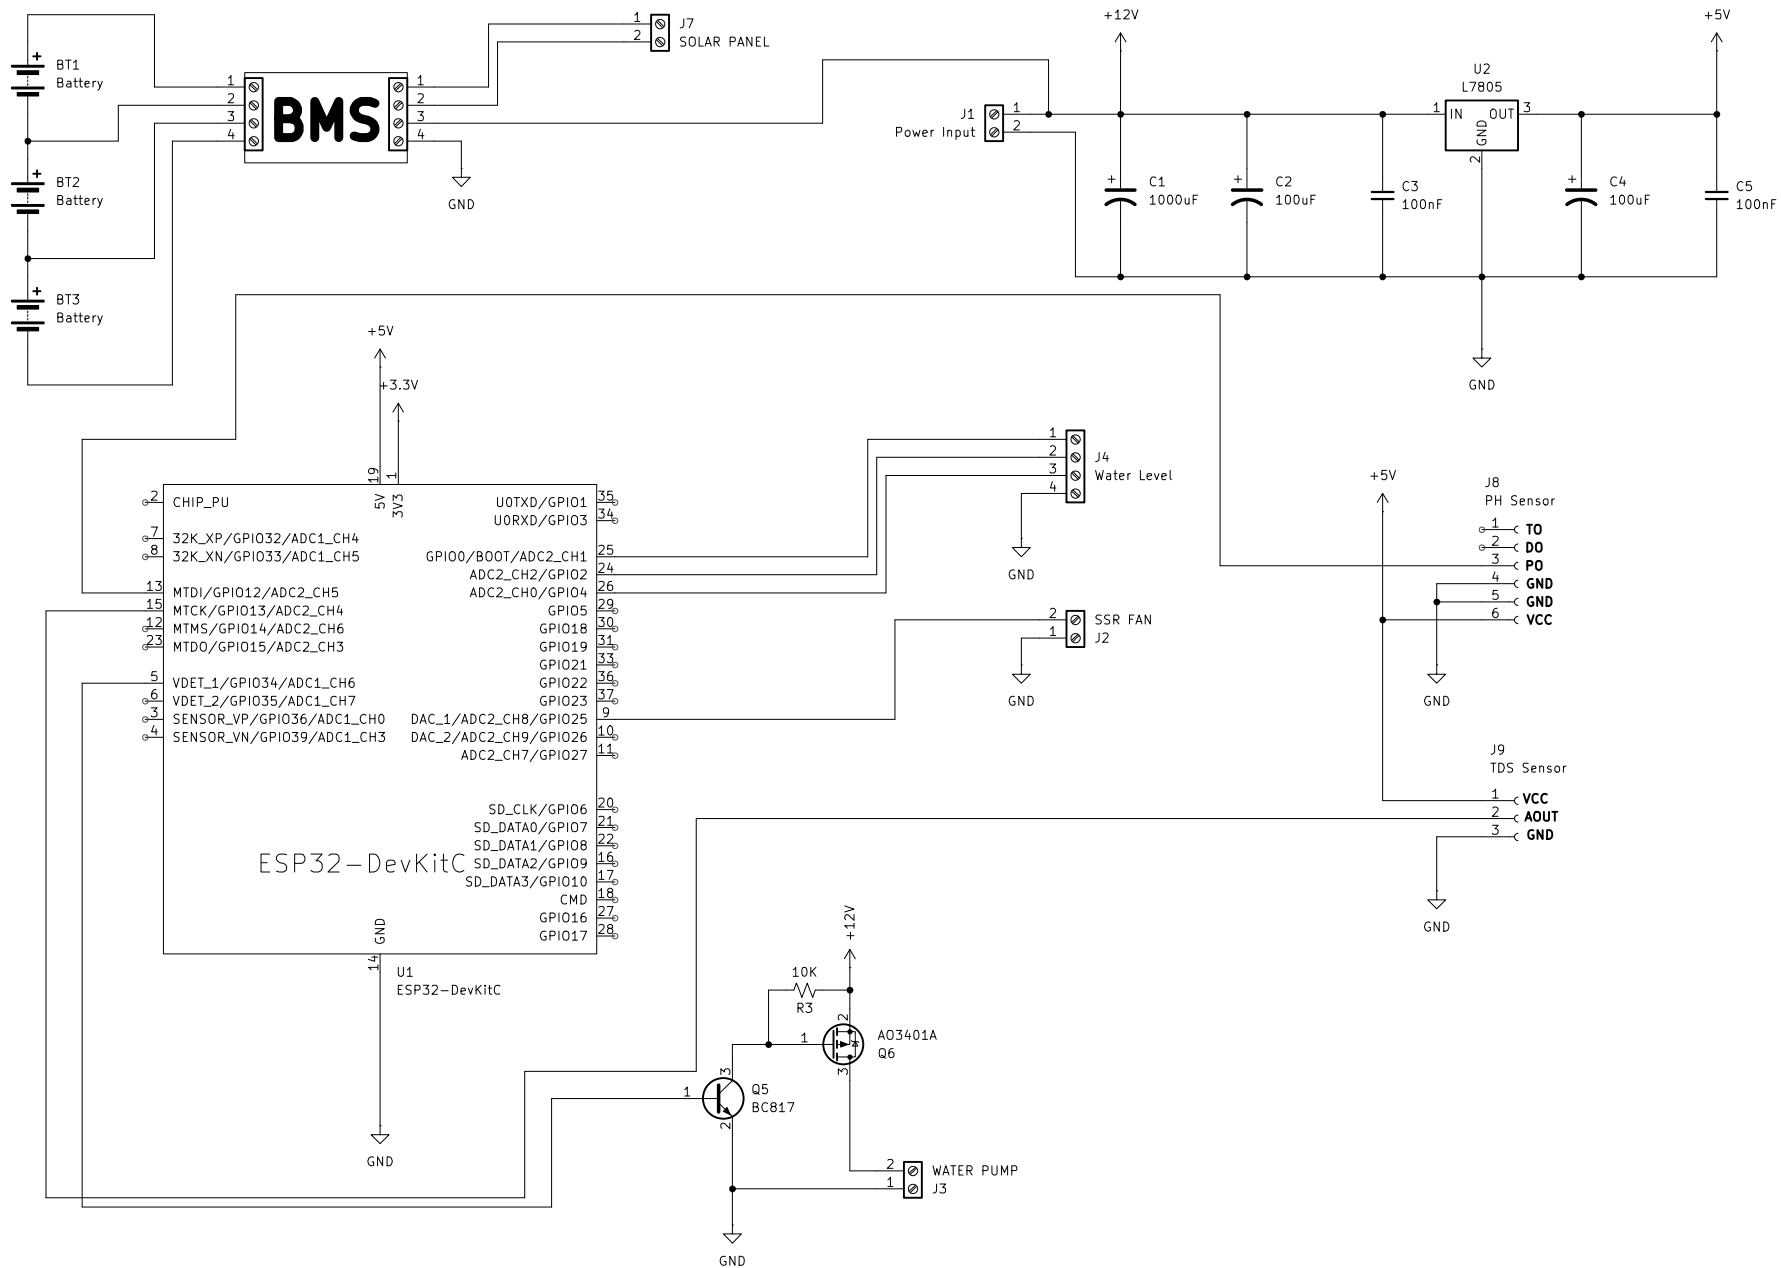 +
BT1
Battery
+
BT2
Battery
+
BT3
Battery
1
2
3
4
BMS
1
2
3
4
GND
1
2
J7
SOLAR PANEL
+12V
J1
Power Input
1
2
+
C1
1000uF
+
C2
100uF
C3
100nF
U2
L7805
1
IN
OUT
3
GND
2
+
C4
100uF
+5V
C5
100nF
GND
+5V
+3.3V
19
1
5V
3V3
2
CHIP_PU
7
32K_XP/GPIO32/ADC1_CH4
8
32K_XN/GPIO33/ADC1_CH5
13
MTDI/GPIO12/ADC2_CH5
15
MTCK/GPIO13/ADC2_CH4
12
MTMS/GPIO14/ADC2_CH6
23
MTDO/GPIO15/ADC2_CH3
5
VDET_1/GPIO34/ADC1_CH6
6
VDET_2/GPIO35/ADC1_CH7
3
SENSOR_VP/GPIO36/ADC1_CH0
4
SENSOR_VN/GPIO39/ADC1_CH3
U0TXD/GPIO1
35
U0RXD/GPIO3
34
GPIO0/BOOT/ADC2_CH1
25
ADC2_CH2/GPIO2
24
ADC2_CH0/GPIO4
26
GPIO5
29
GPIO18
30
GPIO19
31
GPIO21
33
GPIO22
36
GPIO23
37
DAC_1/ADC2_CH8/GPIO25
9
DAC_2/ADC2_CH9/GPIO26
10
ADC2_CH7/GPIO27
11
SD_CLK/GPIO6
20
SD_DATA0/GPIO7
21
SD_DATA1/GPIO8
22
SD_DATA2/GPIO9
16
SD_DATA3/GPIO10
17
CMD
18
GPIO16
27
GPIO17
28
ESP32-DevKitC
GND
14
U1
ESP32-DevKitC
GND
1
2
3
4
J4
Water Level
GND
2
1
SSR FAN
J2
GND
+5V
J8
PH Sensor
1
TO
2
DO
3
PO
4
GND
5
GND
6
VCC
GND
J9
TDS Sensor
1
VCC
2
AOUT
3
GND
GND
+12V
10K
R3
2
1
3
AO3401A
Q6
3
1
2
Q5
BC817
2
1
WATER PUMP
J3
GND